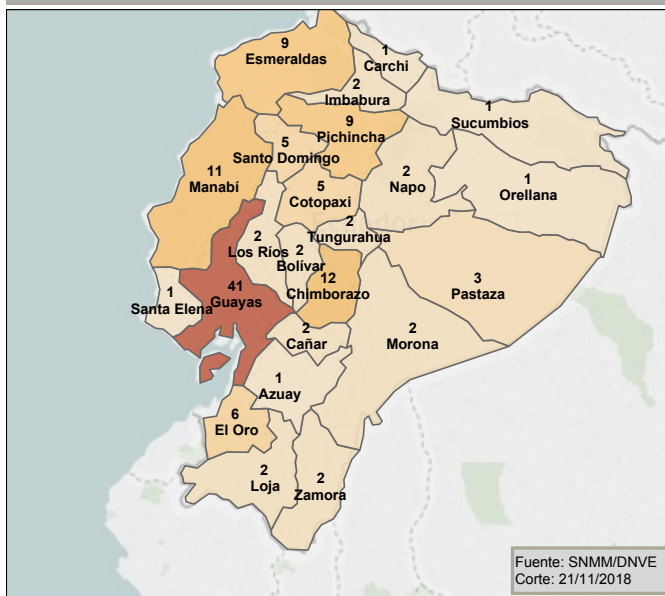 9
Esmeraldas
1
Carchi
2
Imbabura
1
Sucumbios
9
Pichincha
5
Santo Domingo
11
Manabí
2
Napo
1
Orellana
5
Cotopaxi
Ecuador
2
Tungurahua
2
Los Ríos
2
Bolívar
12
Chimborazo
3
Pastaza
1
Santa Elena
41
Guayas
2
Cañar
2
Morona
1
Azuay
6
El Oro
2
Loja
2
Zamora
Fuente: SNMM/DNVE
Corte: 21/11/2018